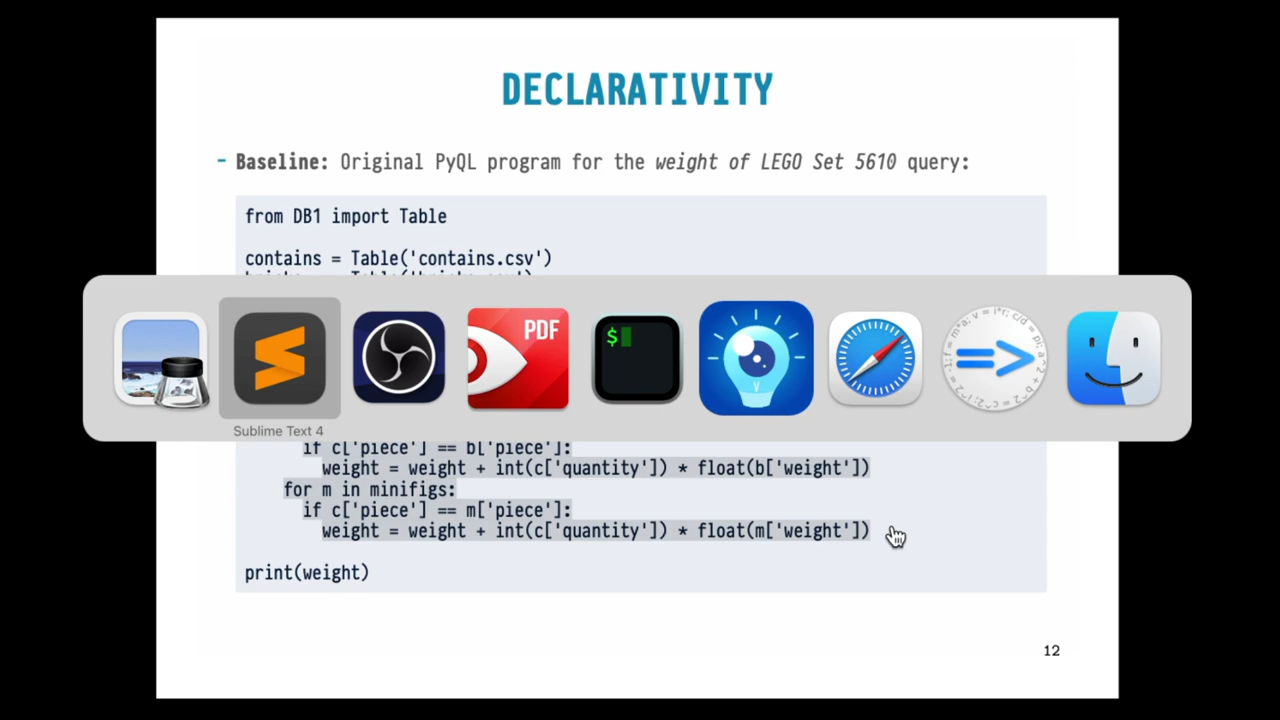 DECLARATIVITY
- Baseline: Original PyQL program for the weight of LEGO Set 5610 query:
from DB1 import Table
contains = Table('contains.csv')
PDF
$
V
=>
Sublime Text 4
if c['piece'] == b['piece']:
weight = weight + int(c['quantity']) * float(b['weight'])
for m in minifigs:
if c['piece'] == m['piece']:
weight = weight + int(c['quantity']) * float(m['weight'])
print(weight)
12